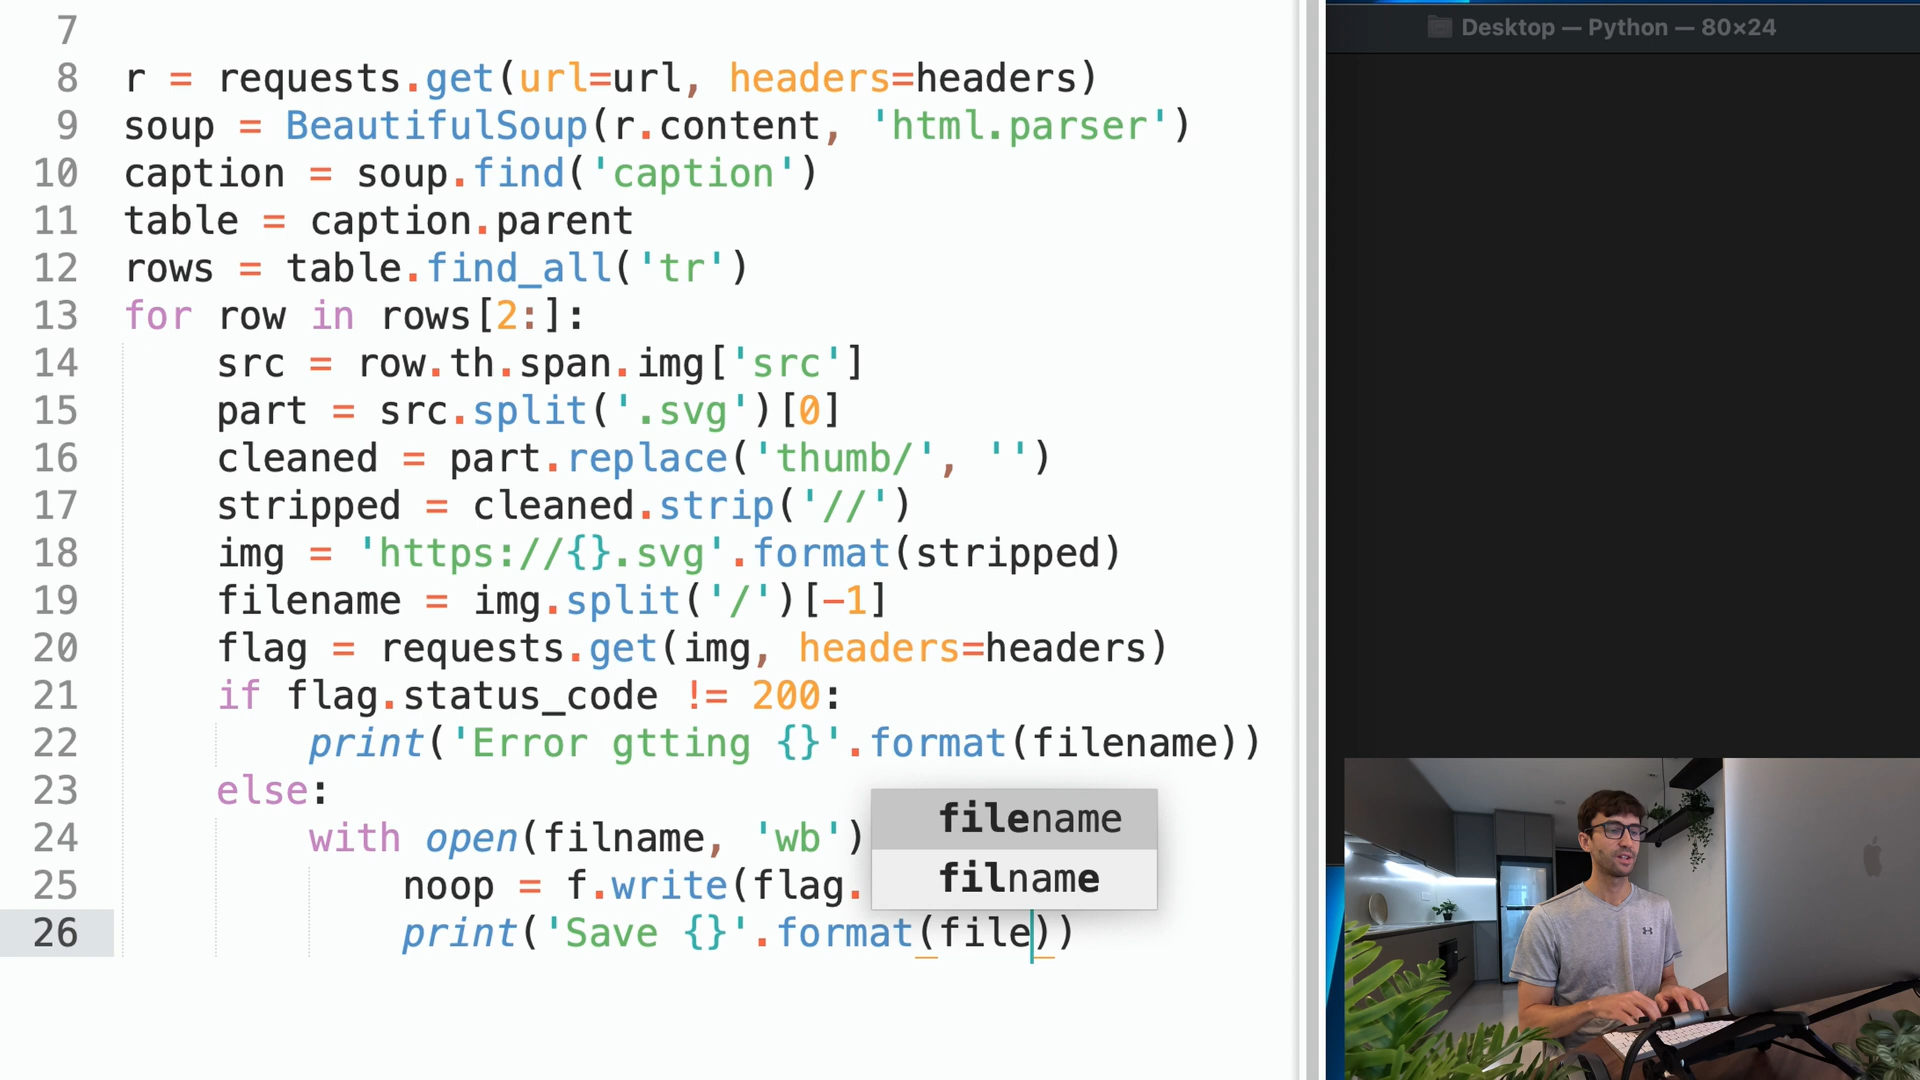 7
8 r = requests.get(url=url, headers=headers)
9 soup = BeautifulSoup(r.content, 'html.parser')
10 caption = soup.find('caption')
11 table = caption.parent
12 rows = table.find_all('tr')
13 for row in rows[2:]:
14 src = row.th.span.img['src']
15 part = src.split('.svg')[0]
16 cleaned = part.replace('thumb/', '')
17 stripped = cleaned.strip('//')
18 img = 'https://{}.svg'.format(stripped)
19 filename = img.split('/')[-1]
20 flag = requests.get(img, headers=headers)
21 if flag.status_code != 200:
22 print('Error gtting {}'.format(filename))
23 else:
24 with open(filname, 'wb')
25 noop = f.write(flag.
26 print('Save {}'.format(file))
filename
filname
Desktop — Python — 80×24